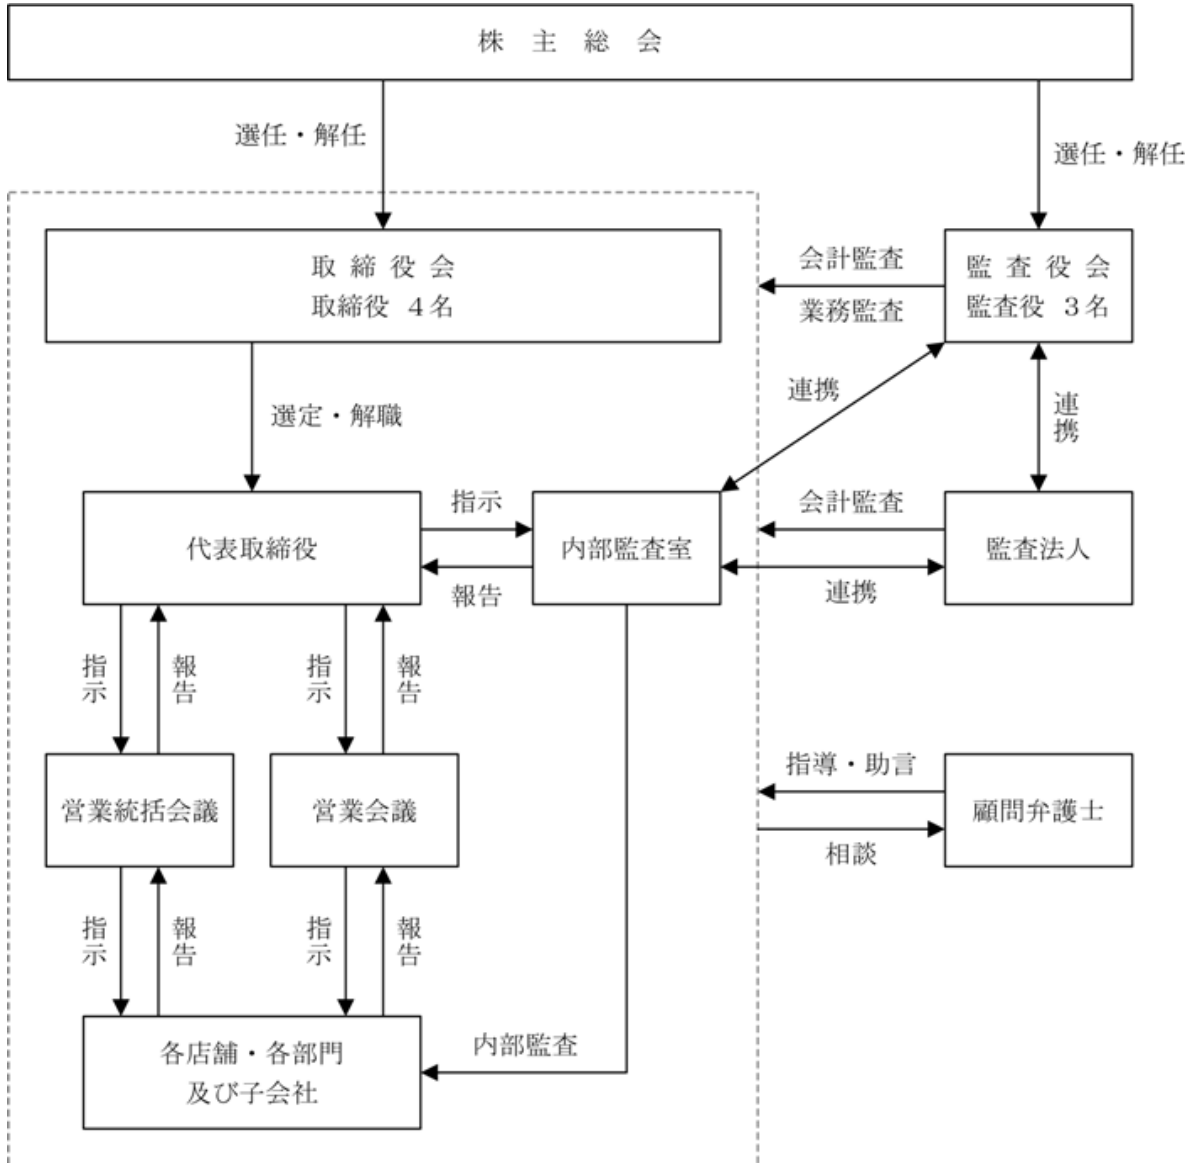 株主総会
選任・解任
選任・解任
取締役会
取締役 4名
会計監査
業務監査
監査役会
監査役 3名
連携
連携
選定・解職
代表取締役
指示
報告
内部監査室
会計監査
連携
監査法人
指示
報告
指示
報告
営業統括会議
営業会議
指導・助言
相談
顧問弁護士
指示
報告
指示
報告
各店舗・各部門
及び子会社
内部監査